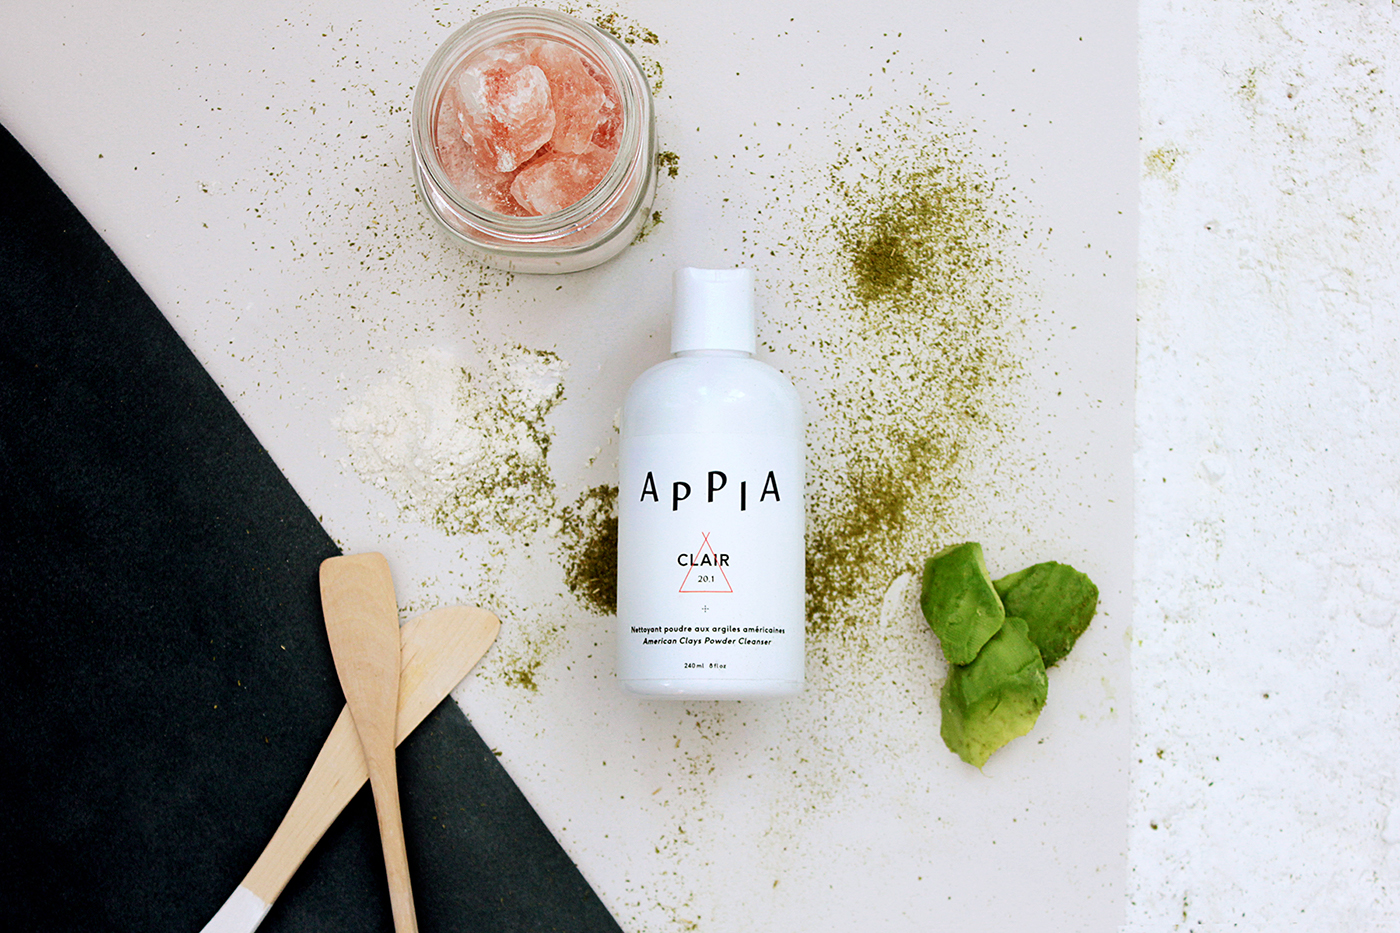 APPIA
CLAIR
20.1
Nettoyant poudre aux argiles américaines
American Clays Powder Cleanser
240 ml 8 fl oz